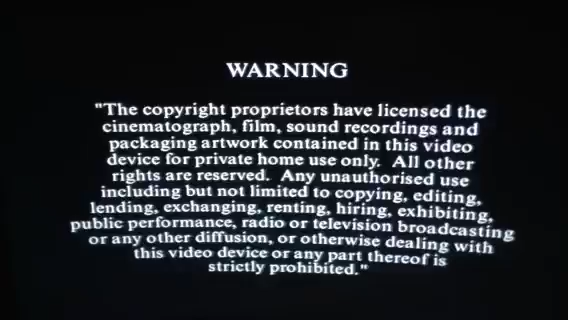 WARNING
"The copyright proprietors have licensed the
cinematograph, film, sound recordings and
packaging artwork contained in this video
device for private home use only. All other
rights are reserved. Any unauthorised use
including but not limited to copying, editing,
lending, exchanging, renting, hiring, exhibiting,
public performance, radio or television broadcasting
or any other diffusion, or otherwise dealing with
this video device or any part thereof is
strictly prohibited."